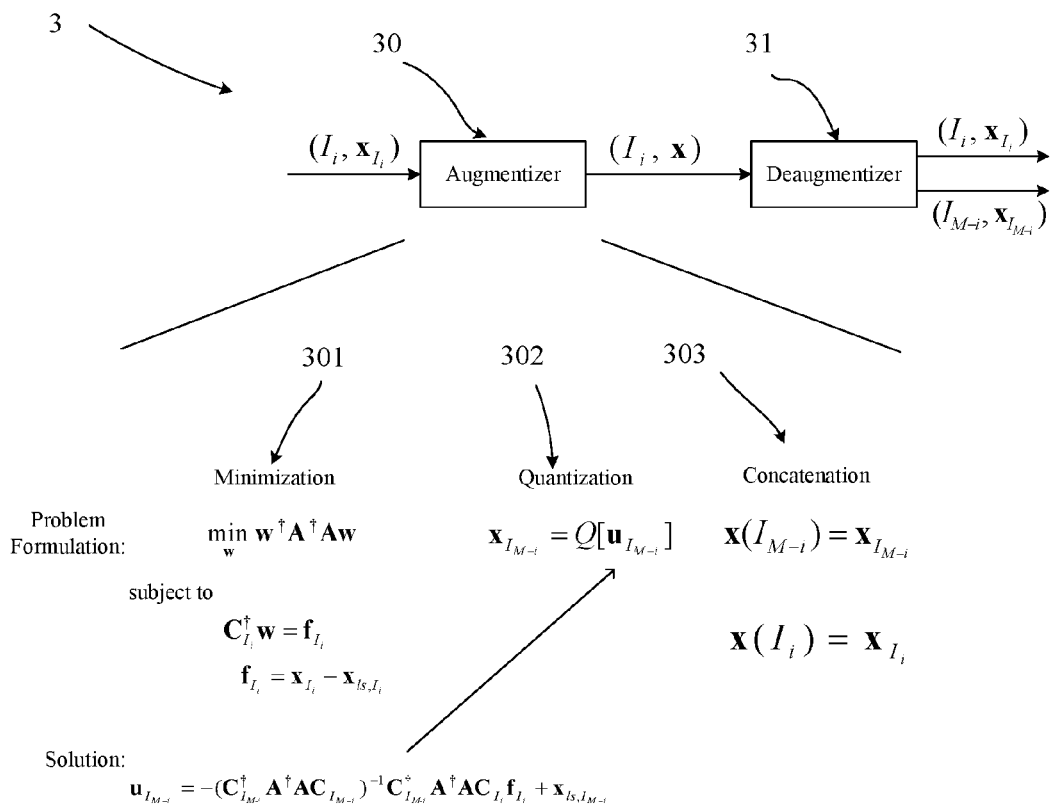 3
30
31
(I_i, x_{I_i})
Augmentizer
(I_i, x)
Deaugmentizer
(I_i, x_{I_i})
(I_{M-i}, x_{I_{M-i}})
301
302
303
Minimization
Quantization
Concatenation
Problem
Formulation:
min_w w^† A^† A w
x_{I_{M-i}} = Q[u_{I_{M-i}}]
x(I_{M-i}) = x_{I_{M-i}}
subject to
C_{I_i}^† w = f_{I_i}
x(I_i) = x_{I_i}
f_{I_i} = x_{I_i} − x_{ls,I_i}
Solution:
u_{I_{M-i}} = −(C_{I_{M-i}}^† A^† A C_{I_{M-i}})^{-1} C_{I_{M-i}}^† A^† A C_{I_i} f_{I_i} + x_{ls,I_{M-i}}